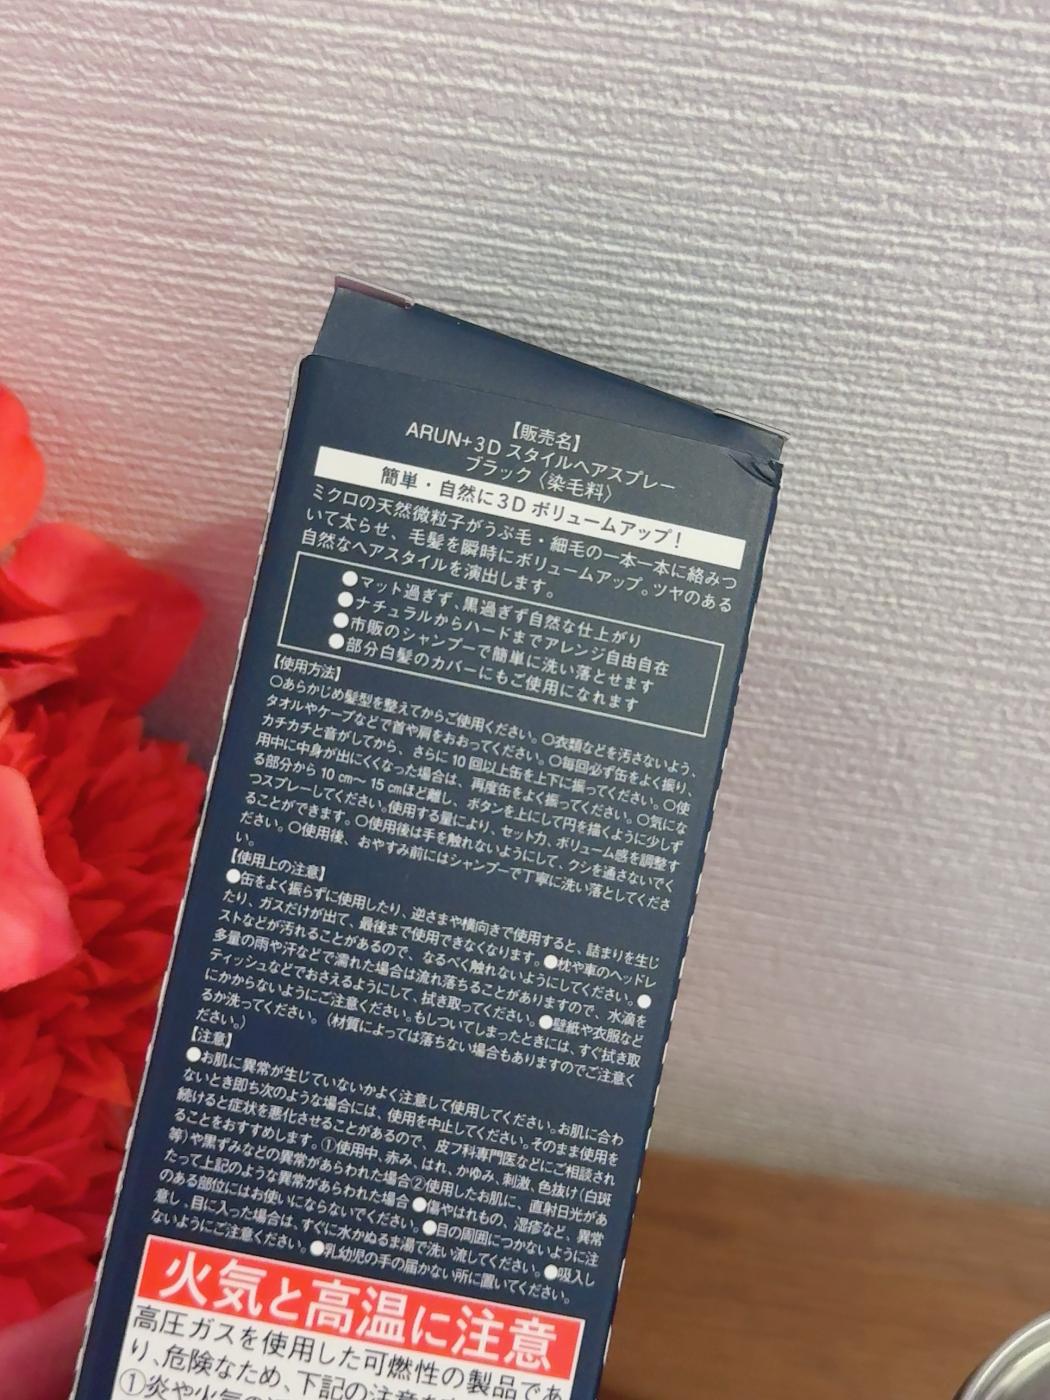 【販売名】
ARUN+3D スタイルヘアスプレー
ブラック〈染毛料〉
簡単・自然に3Dボリュームアップ!
ミクロの天然微粒子がうぶ毛・細毛の一本一本に絡みつ
いて太らせ、毛髪を瞬時にボリュームアップ。ツヤのある
自然なヘアスタイルを演出します。
●マット過ぎず、黒過ぎず自然な仕上がり
●ナチュラルからハードまでアレンジ自由自在
●市販のシャンプーで簡単に洗い落とせます
●部分白髪のカバーにもご使用になれます
【使用方法】
○あらかじめ髪型を整えてからご使用ください。○衣類などを汚さないよう、
タオルやケープなどで首や肩をおおってください。○毎回必ず缶をよく振り、
カチカチと音がしてから、さらに10回以上缶を上下に振ってください。○使
用中に中身が出にくくなった場合は、再度缶をよく振ってください。○気にな
る部分から10cm〜15cmほど離し、ボタンを上にして円を描くように少しず
つスプレーしてください。使用する量により、セット力、ボリューム感を調整す
ることができます。○使用後は手を触れないようにして、クシを通さないでく
ださい。○使用後、おやすみ前にはシャンプーで丁寧に洗い落としてくださ
い。
【使用上の注意】
●缶をよく振らずに使用したり、逆さまや横向きで使用すると、詰まりを生じ
たり、ガスだけが出て、最後まで使用できなくなります。●枕や車のヘッドレ
ストなどが汚れることがあるので、なるべく触れないようにしてください。●
多量の雨や汗などで濡れた場合は流れ落ちることがありますので、水滴を
ティッシュなどでおさえるようにして、拭き取ってください。●壁紙や衣服など
にかからないようにご注意ください。もしついてしまったときには、すぐ拭き取
るか洗ってください。(材質によっては落ちない場合もありますのでご注意く
ださい。)
【注意】
●お肌に異常が生じていないかよく注意して使用してください。お肌に合わ
ないとき即ち次のような場合には、使用を中止してください。そのまま使用を
続けると症状を悪化させることがあるので、皮フ科専門医などにご相談され
ることをおすすめします。①使用中、赤み、はれ、かゆみ、刺激、色抜け(白斑
等)や黒ずみなどの異常があらわれた場合②使用したお肌に、直射日光があ
たって上記のような異常があらわれた場合●傷やはれもの、湿疹など、異常
のある部位にはお使いにならないでください。●目の周囲につかないように注
意し、目に入った場合は、すぐに水かぬるま湯で洗い流してください。●吸入し
ないようにご注意ください。●乳幼児の手の届かない所に置いてください。
火気と高温に注意
高圧ガスを使用した可燃性の製品であ
り、危険なため、下記の注意を
①炎や火気の